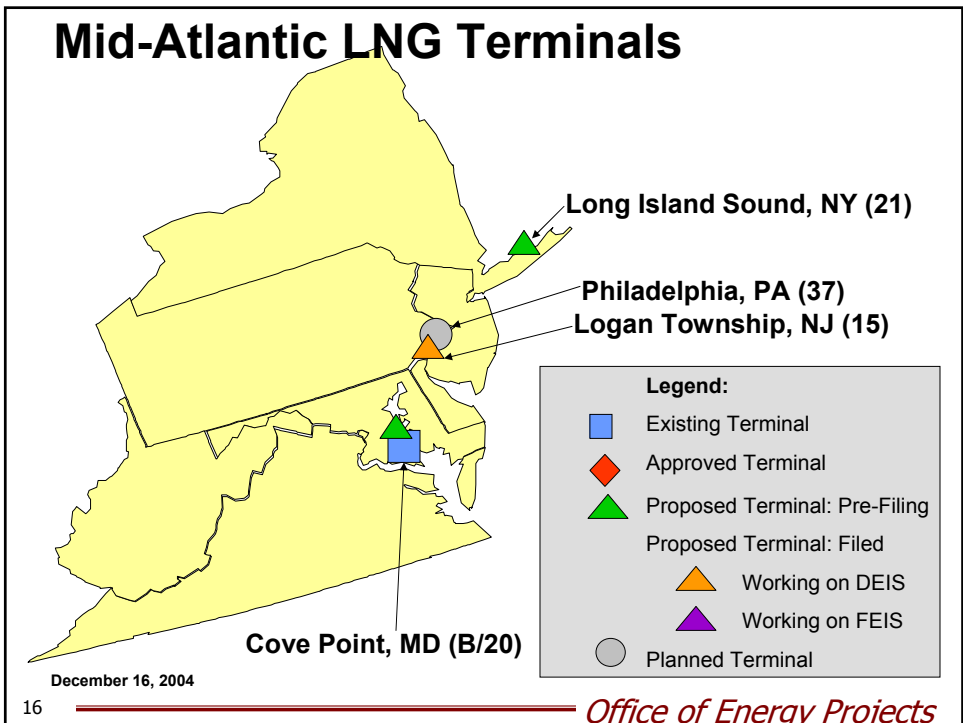 Mid-Atlantic LNG Terminals
Long Island Sound, NY (21)
Philadelphia, PA (37)
Logan Township, NJ (15)
Legend:
Existing Terminal
Approved Terminal
Proposed Terminal: Pre-Filing
Proposed Terminal: Filed
Working on DEIS
Working on FEIS
Planned Terminal
Cove Point, MD (B/20)
December 16, 2004
16
Office of Energy Projects